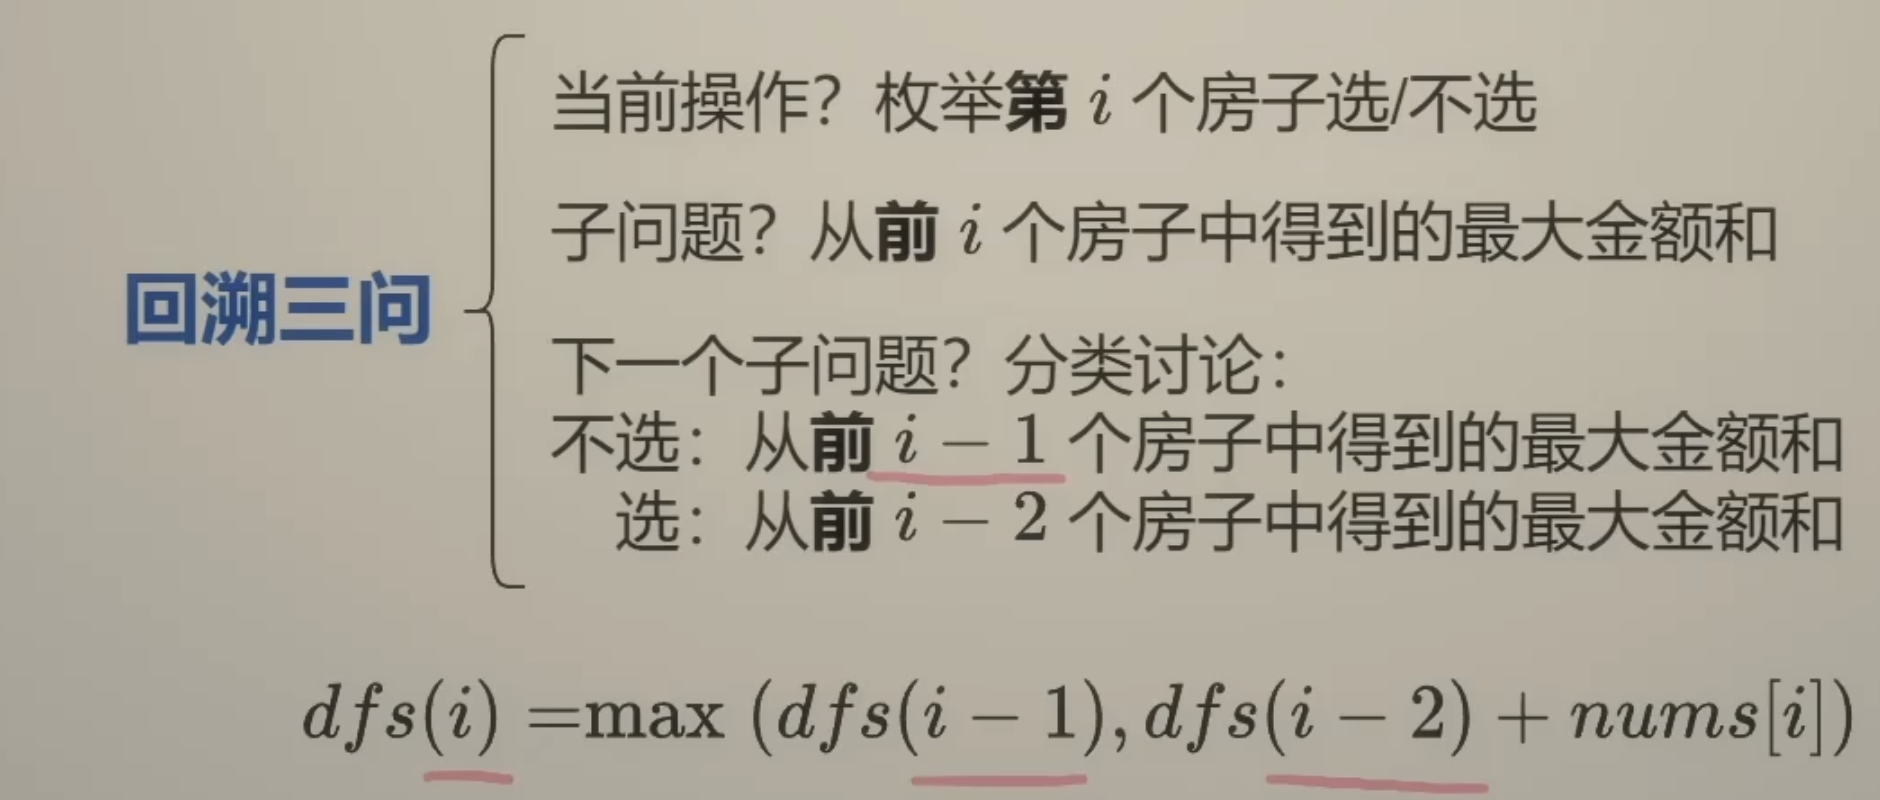 当前操作？枚举第 i 个房子选/不选
子问题？从前 i 个房子中得到的最大金额和
回溯三问
下一个子问题？分类讨论：
不选：从前 i − 1 个房子中得到的最大金额和
选：从前 i − 2 个房子中得到的最大金额和
dfs(i) =max (dfs(i − 1), dfs(i − 2) + nums[i])